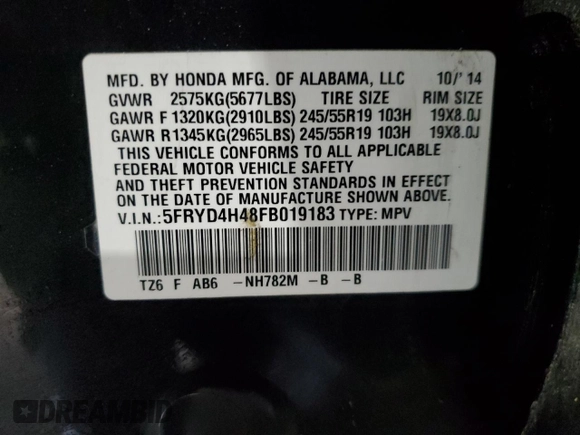 MFD. BY HONDA MFG. OF ALABAMA, LLC 10/'14
GVWR 2575KG(5677LBS) TIRE SIZE RIM SIZE
GAWR F 1320KG(2910LBS) 245/55R19 103H 19X8.0J
GAWR R 1345KG(2965LBS) 245/55R19 103H 19X8.0J
THIS VEHICLE CONFORMS TO ALL APPLICABLE
FEDERAL MOTOR VEHICLE SAFETY
AND THEFT PREVENTION STANDARDS IN EFFECT
ON THE DATE OF MANUFACTURE SHOWN ABOVE.
V.I.N.: 5FRYD4H48FB019183 TYPE: MPV
TZ6 F AB6 -NH782M -B -B
DREAMBID